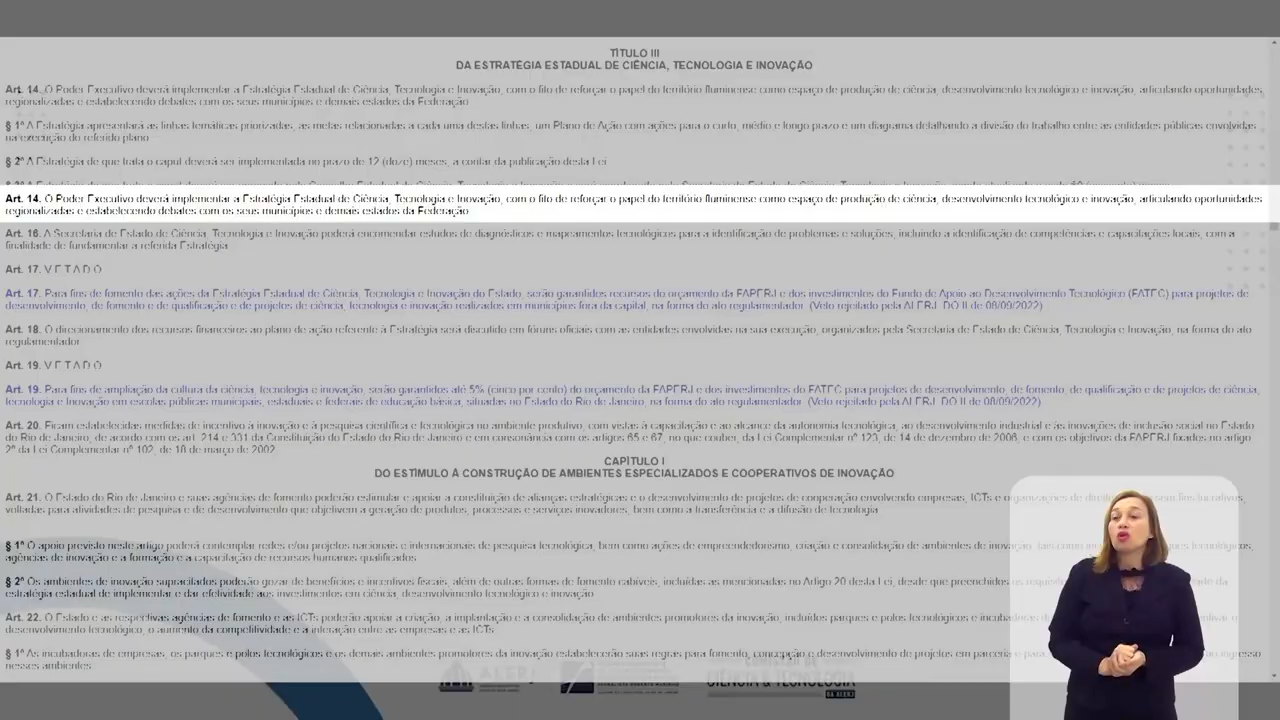 TÍTULO III
DA ESTRATÉGIA ESTADUAL DE CIÊNCIA, TECNOLOGIA E INOVAÇÃO
Art. 14. O Poder Executivo deverá implementar a Estratégia Estadual de Ciência, Tecnologia e Inovação, com o fito de reforçar o papel do território fluminense como espaço de produção de ciência, desenvolvimento tecnológico e inovação, articulando oportunidades
regionalizadas e estabelecendo debates com os seus municípios e demais estados da Federação
§ 1º A Estratégia apresentará as linhas temáticas priorizadas, as metas relacionadas a cada uma destas linhas, um Plano de Ação com ações para o curto, médio e longo prazo e um diagrama detalhando a divisão do trabalho entre as entidades públicas envolvidas
na execução do referido plano
§ 2º A Estratégia de que trata o caput deverá ser implementada no prazo de 12 (doze) meses, a contar da publicação desta Lei
Art. 14. O Poder Executivo deverá implementar a Estratégia Estadual de Ciência, Tecnologia e Inovação, com o fito de reforçar o papel do território fluminense como espaço de produção de ciência, desenvolvimento tecnológico e inovação, articulando oportunidades
regionalizadas e estabelecendo debates com os seus municípios e demais estados da Federação
Art. 16. A Secretaria de Estado de Ciência, Tecnologia e Inovação poderá encomendar estudos de diagnósticos e mapeamentos tecnológicos para a identificação de problemas e soluções, incluindo a identificação de competências e capacitações locais, com a
finalidade de fundamentar a referida Estratégia
Art. 17. V E T A D O
Art. 17. Para fins de fomento das ações da Estratégia Estadual de Ciência, Tecnologia e Inovação do Estado, serão garantidos recursos do orçamento da FAPERJ e dos investimentos do Fundo de Apoio ao Desenvolvimento Tecnológico (FATEC) para projetos de
desenvolvimento, de fomento e de qualificação e de projetos de ciência, tecnologia e inovação realizados em municípios fora da capital, na forma do ato regulamentador. (Veto rejeitado pela ALERJ. DO II de 08/09/2022)
Art. 18. O direcionamento dos recursos financeiros ao plano de ação referente à Estratégia será discutido em fóruns oficiais com as entidades envolvidas na sua execução, organizados pela Secretaria de Estado de Ciência, Tecnologia e Inovação, na forma do ato
regulamentador.
Art. 19. V E T A D O
Art. 19. Para fins de ampliação da cultura da ciência, tecnologia e inovação, serão garantidos até 5% (cinco por cento) do orçamento da FAPERJ e dos investimentos do FATEC para projetos de desenvolvimento, de fomento, de qualificação e de projetos de ciência,
tecnologia e Inovação em escolas públicas municipais, estaduais e federais de educação básica, situadas no Estado do Rio de Janeiro, na forma do ato regulamentador. (Veto rejeitado pela ALERJ. DO II de 08/09/2022)
Art. 20. Ficam estabelecidas medidas de incentivo à inovação e à pesquisa científica e tecnológica no ambiente produtivo, com vistas à capacitação e ao alcance da autonomia tecnológica, ao desenvolvimento industrial e às inovações de inclusão social no Estado
do Rio de Janeiro, de acordo com os art. 214 e 331 da Constituição do Estado do Rio de Janeiro e em consonância com os artigos 65 e 67, no que couber, da Lei Complementar nº 123, de 14 de dezembro de 2006, e com os objetivos da FAPERJ fixados no artigo
2º da Lei Complementar nº 102, de 18 de março de 2002
CAPÍTULO I
DO ESTÍMULO À CONSTRUÇÃO DE AMBIENTES ESPECIALIZADOS E COOPERATIVOS DE INOVAÇÃO
Art. 21. O Estado do Rio de Janeiro e suas agências de fomento poderão estimular e apoiar a constituição de alianças estratégicas e o desenvolvimento de projetos de cooperação envolvendo empresas, ICTs e organizações de direito sem fins lucrativos,
voltadas para atividades de pesquisa e de desenvolvimento que objetivem a geração de produtos, processos e serviços inovadores, bem como a transferência e a difusão de tecnologia
§ 1º O apoio previsto neste artigo poderá contemplar redes e/ou projetos nacionais e internacionais de pesquisa tecnológica, bem como ações de empreendedorismo, criação e consolidação de ambientes de inovação, tais como tecnológicos,
agências de inovação e a formação e a capacitação de recursos humanos qualificados
§ 2º Os ambientes de inovação supracitados poderão gozar de benefícios e incentivos fiscais, além de outras formas de fomento cabíveis, incluídas as mencionadas no Artigo 20 desta Lei, desde que preenchidos os da
estratégia estadual de implementar e dar efetividade aos investimentos em ciência, desenvolvimento tecnológico e inovação
Art. 22. O Estado e as respectivas agências de fomento e as ICTs poderão apoiar a criação, a implantação e a consolidação de ambientes promotores da inovação, incluídos parques e polos tecnológicos e incubadoras o
desenvolvimento tecnológico, o aumento da competitividade e a interação entre as empresas e as ICTs
§ 1º As incubadoras de empresas, os parques e polos tecnológicos e os demais ambientes promotores da inovação estabelecerão suas regras para fomento, concepção e desenvolvimento de projetos em parceria e para ingresso
nesses ambientes
ALERJ
COMISSÃO DE
CIÊNCIA & TECNOLOGIA
DA ALERJ